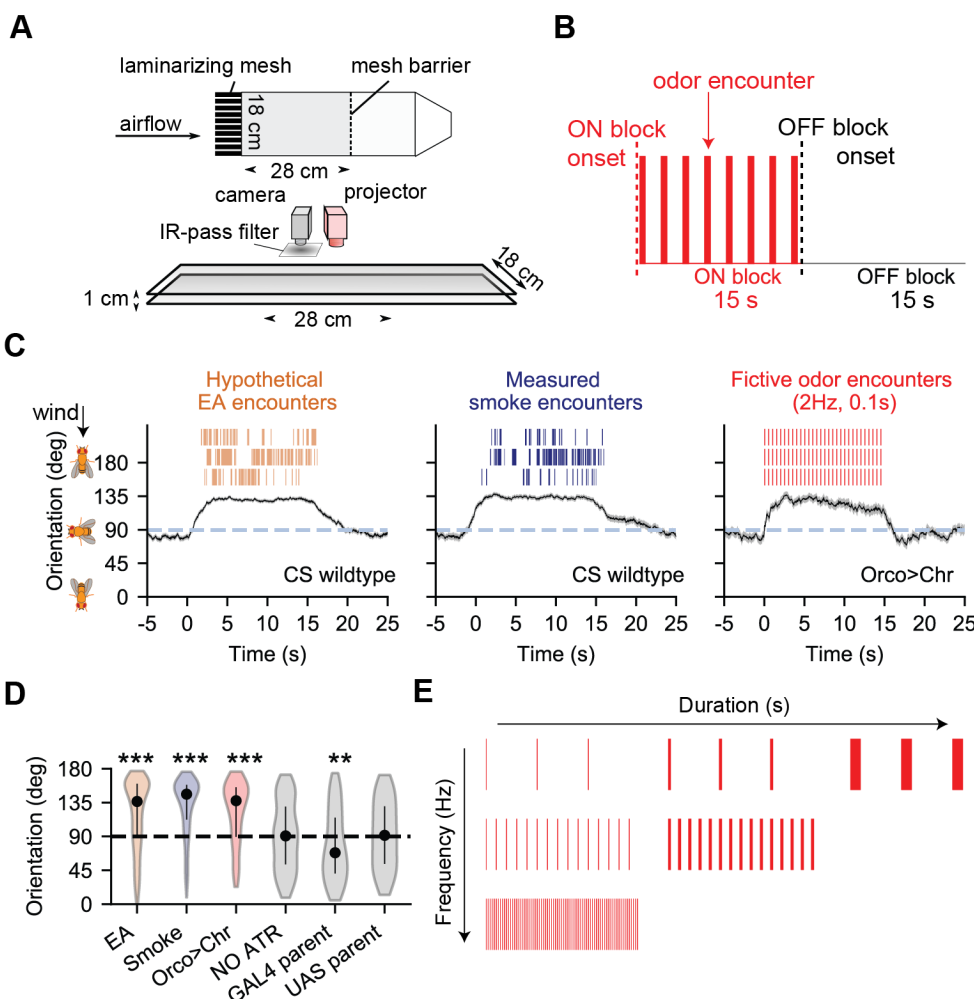 A
laminarizing mesh
mesh barrier
18 cm
airflow
28 cm
camera
projector
IR-pass filter
18 cm
1 cm
28 cm
B
odor encounter
ON block
onset
OFF block
onset
ON block
15 s
OFF block
15 s
C
wind
Orientation (deg)
Hypothetical
EA encounters
180
135
90
45
0
CS wildtype
-5 0 5 10 15 20 25
Time (s)
Measured
smoke encounters
CS wildtype
-5 0 5 10 15 20 25
Time (s)
Fictive odor encounters
(2Hz, 0.1s)
Orco>Chr
-5 0 5 10 15 20 25
Time (s)
D
Orientation (deg)
180
135
90
45
0
*** *** *** **
EA
Smoke
Orco>Chr
NO ATR
GAL4 parent
UAS parent
E
Duration (s)
Frequency (Hz)